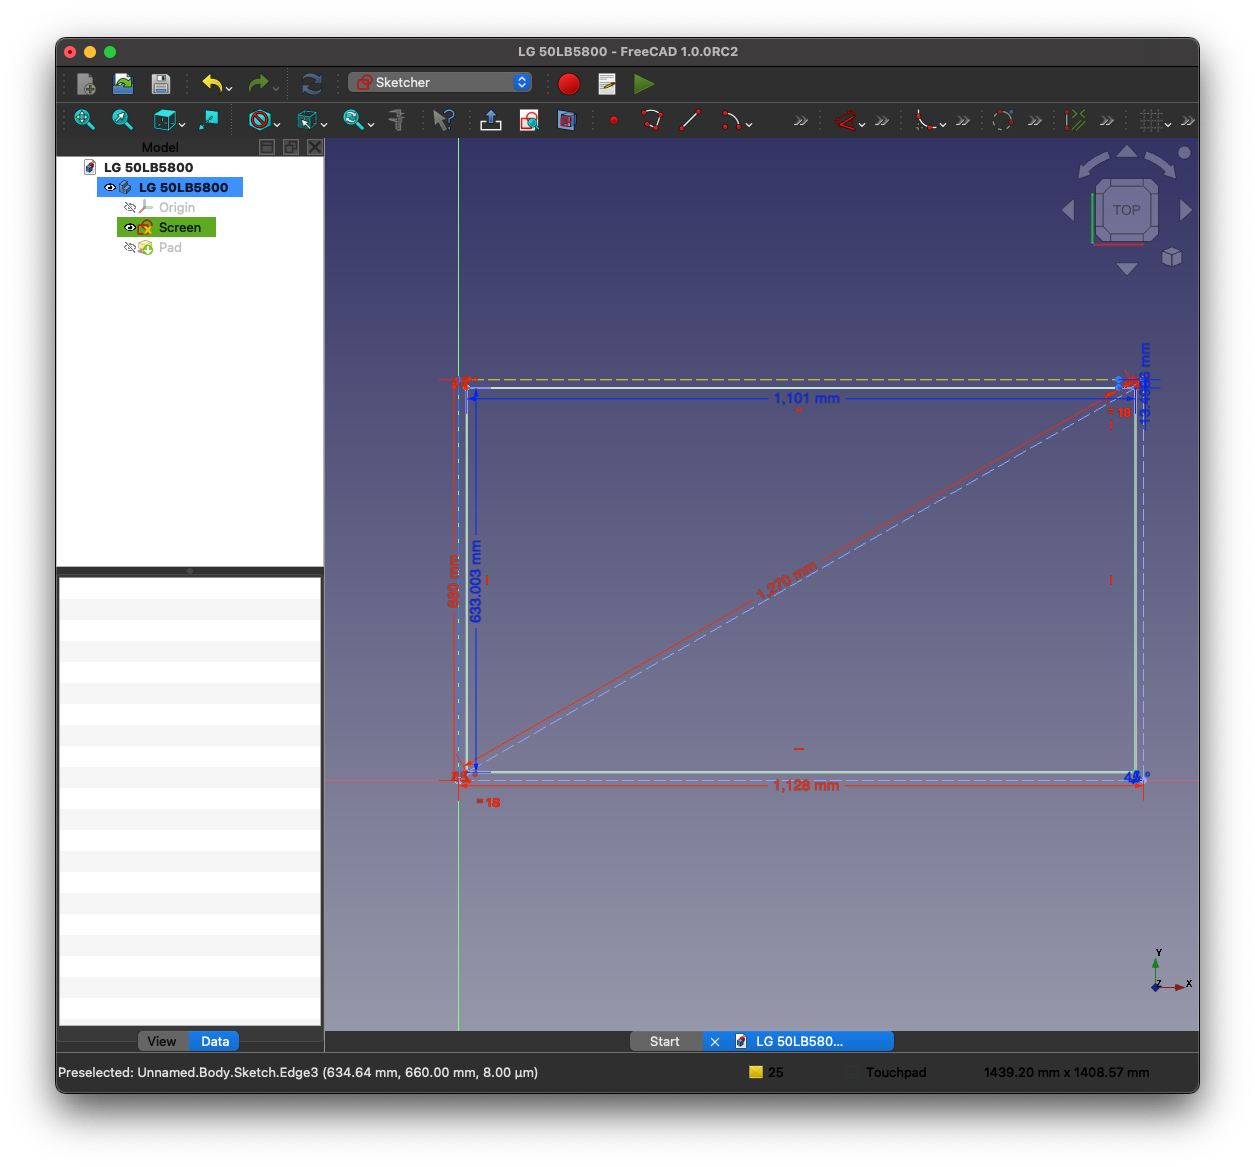 LG 50LB5800 - FreeCAD 1.0.0RC2
Sketcher
Model
LG 50LB5800
LG 50LB5800
Origin
Screen
Pad
TOP
1,101 mm
18
660 mm
633.003 mm
1,270 mm
1,128 mm
18
Y
Z
X
View
Data
Start
LG 50LB580...
Preselected: Unnamed.Body.Sketch.Edge3 (634.64 mm, 660.00 mm, 8.00 µm)
25
Touchpad
1439.20 mm x 1408.57 mm